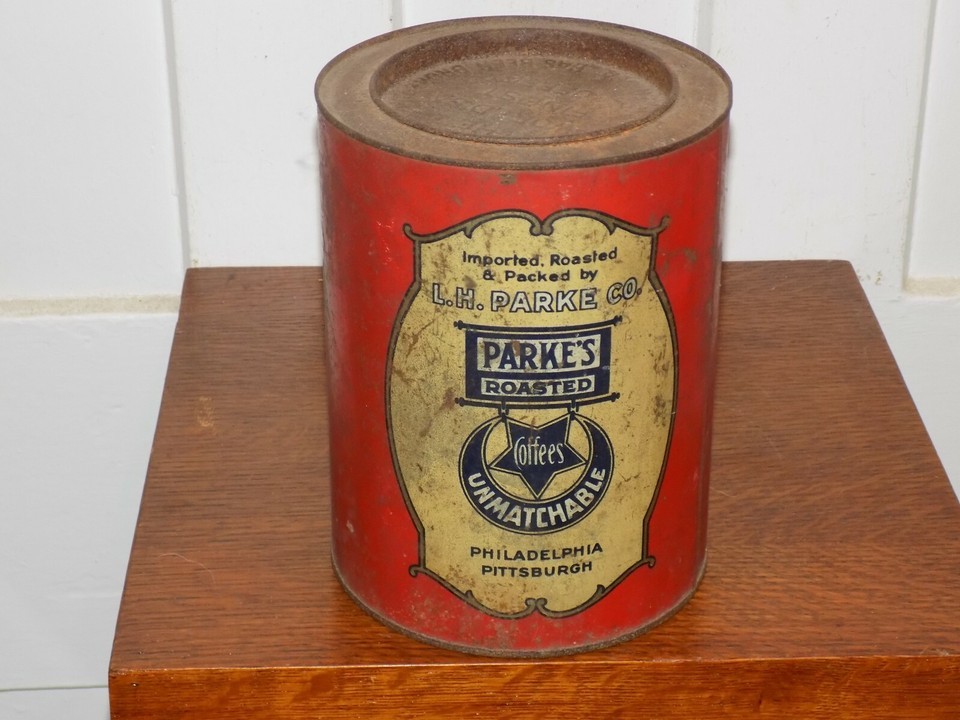 Imported, Roasted
& Packed by
L.H. PARKE CO.
PARKE'S
ROASTED
Coffees
UNMATCHABLE
PHILADELPHIA
PITTSBURGH